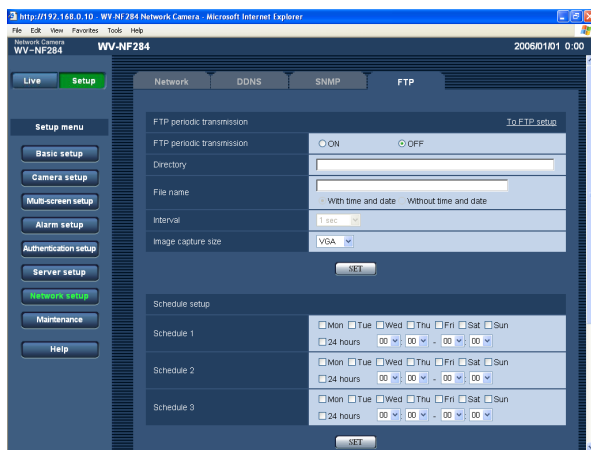 http://192.168.0.10 - WV-NF284 Network Camera - Microsoft Internet Explorer
File Edit View Favorites Tools Help
Network Camera
WV-NF284
WV-NF284
2006/01/01 0:00
Live Setup
Network DDNS SNMP FTP
Setup menu
Basic setup
Camera setup
Multi-screen setup
Alarm setup
Authentication setup
Server setup
Network setup
Maintenance
Help
FTP periodic transmission To FTP setup
FTP periodic transmission ON OFF
Directory
File name
With time and date Without time and date
Interval 1 sec
Image capture size VGA
SET
Schedule setup
Schedule 1
Mon Tue Wed Thu Fri Sat Sun
24 hours 00 : 00 - 00 : 00
Schedule 2
Mon Tue Wed Thu Fri Sat Sun
24 hours 00 : 00 - 00 : 00
Schedule 3
Mon Tue Wed Thu Fri Sat Sun
24 hours 00 : 00 - 00 : 00
SET